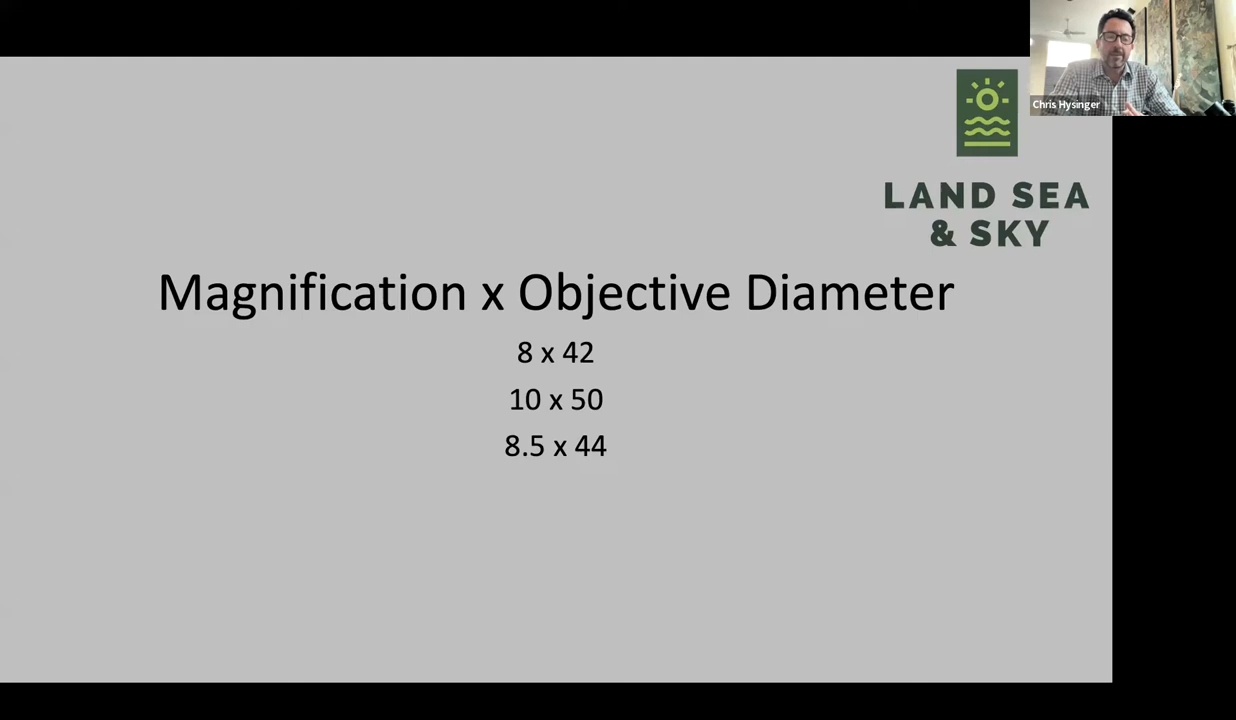 Chris Hysinger
LAND SEA
& SKY
Magnification x Objective Diameter
8 x 42
10 x 50
8.5 x 44